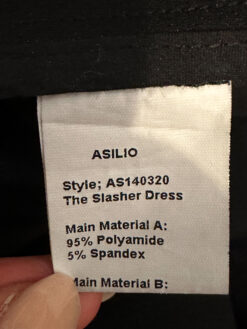 ASILIO
Style; AS140320
The Slasher Dress
Main Material A:
95% Polyamide
5% Spandex
Main Material B: